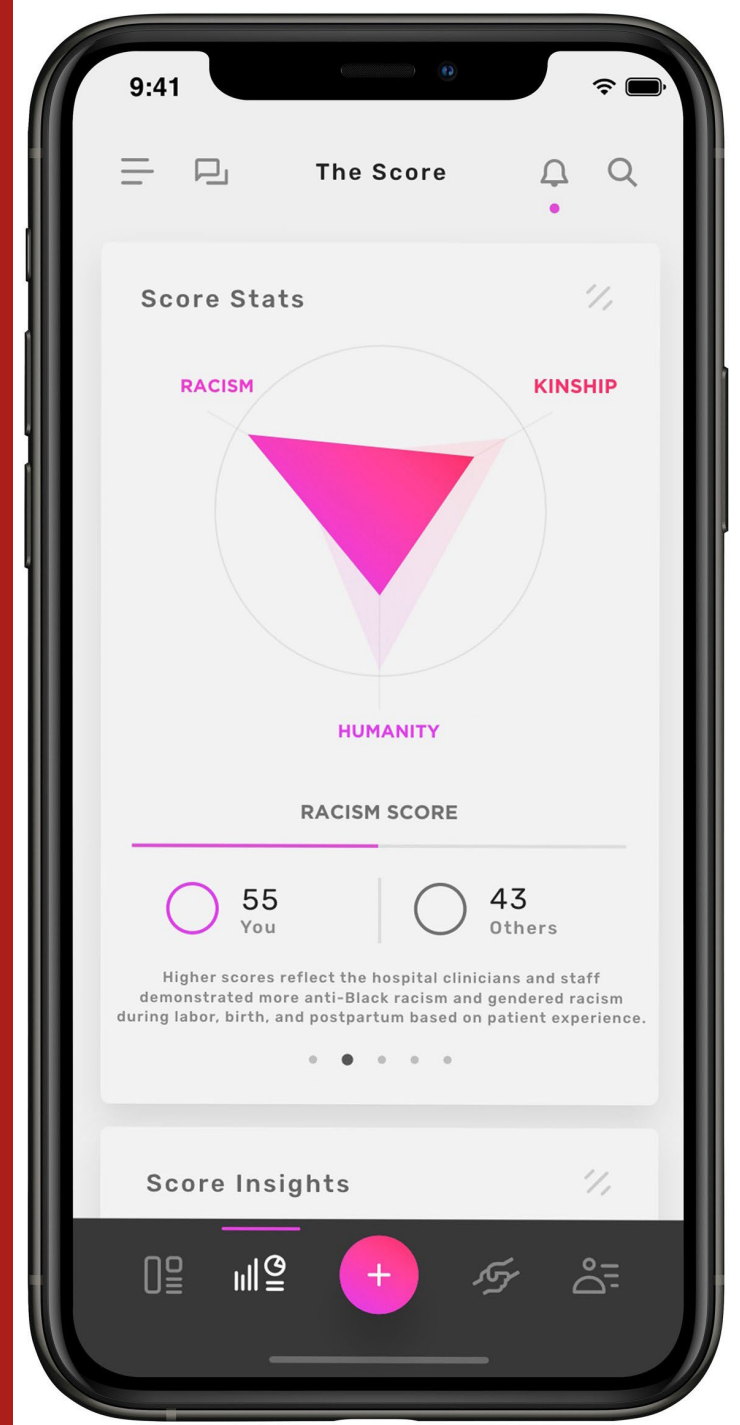 9:41
The Score
Score Stats
RACISM
KINSHIP
HUMANITY
RACISM SCORE
55
You
43
Others
Higher scores reflect the hospital clinicians and staff
demonstrated more anti-Black racism and gendered racism
during labor, birth, and postpartum based on patient experience.
Score Insights